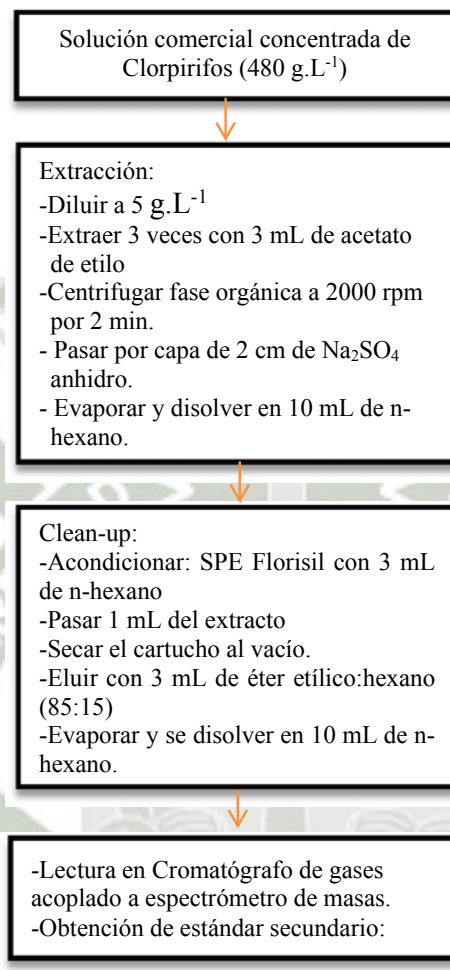 Solución comercial concentrada de
Clorpirifos (480 g.L⁻¹)
Extracción:
-Diluir a 5 g.L⁻¹
-Extraer 3 veces con 3 mL de acetato
de etilo
-Centrifugar fase orgánica a 2000 rpm
por 2 min.
- Pasar por capa de 2 cm de Na₂SO₄
anhidro.
- Evaporar y disolver en 10 mL de n-
hexano.
Clean-up:
-Acondicionar: SPE Florisil con 3 mL
de n-hexano
-Pasar 1 mL del extracto
-Secar el cartucho al vacío.
-Eluir con 3 mL de éter etílico:hexano
(85:15)
-Evaporar y se disolver en 10 mL de n-
hexano.
-Lectura en Cromatógrafo de gases
acoplado a espectrómetro de masas.
-Obtención de estándar secundario: